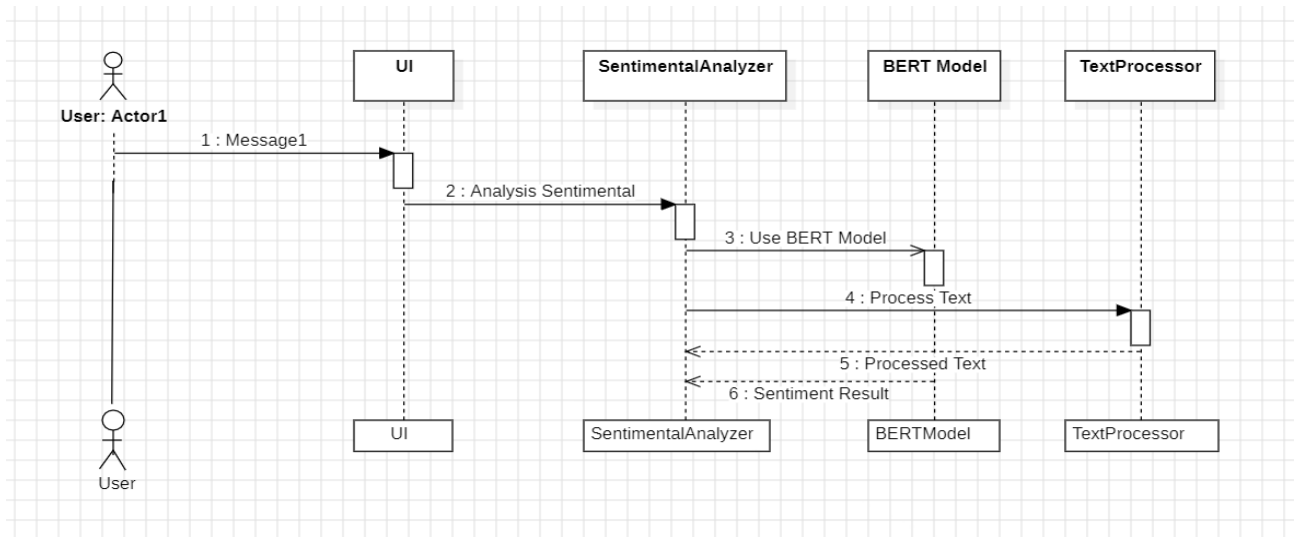 UI
SentimentalAnalyzer
BERT Model
TextProcessor
User: Actor1
1 : Message1
2 : Analysis Sentimental
3 : Use BERT Model
4 : Process Text
5 : Processed Text
6 : Sentiment Result
UI
SentimentalAnalyzer
BERTModel
TextProcessor
User